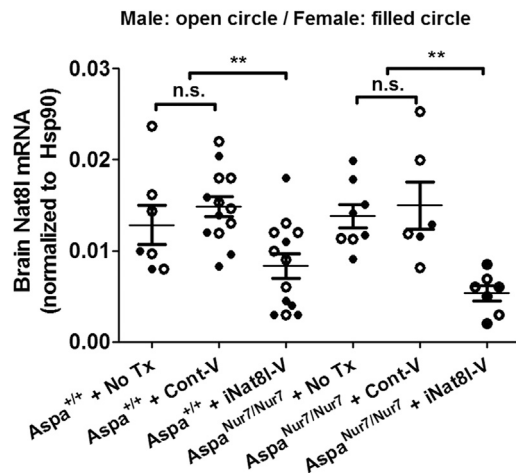 Male: open circle / Female: filled circle
Brain Nat8l mRNA
(normalized to Hsp90)
0.03
0.02
0.01
0.00
n.s.
**
n.s.
**
Aspa+/+ + No Tx
Aspa+/+ + Cont-V
Aspa+/+ + iNat8l-V
AspaNur7/Nur7 + No Tx
AspaNur7/Nur7 + Cont-V
AspaNur7/Nur7 + iNat8l-V